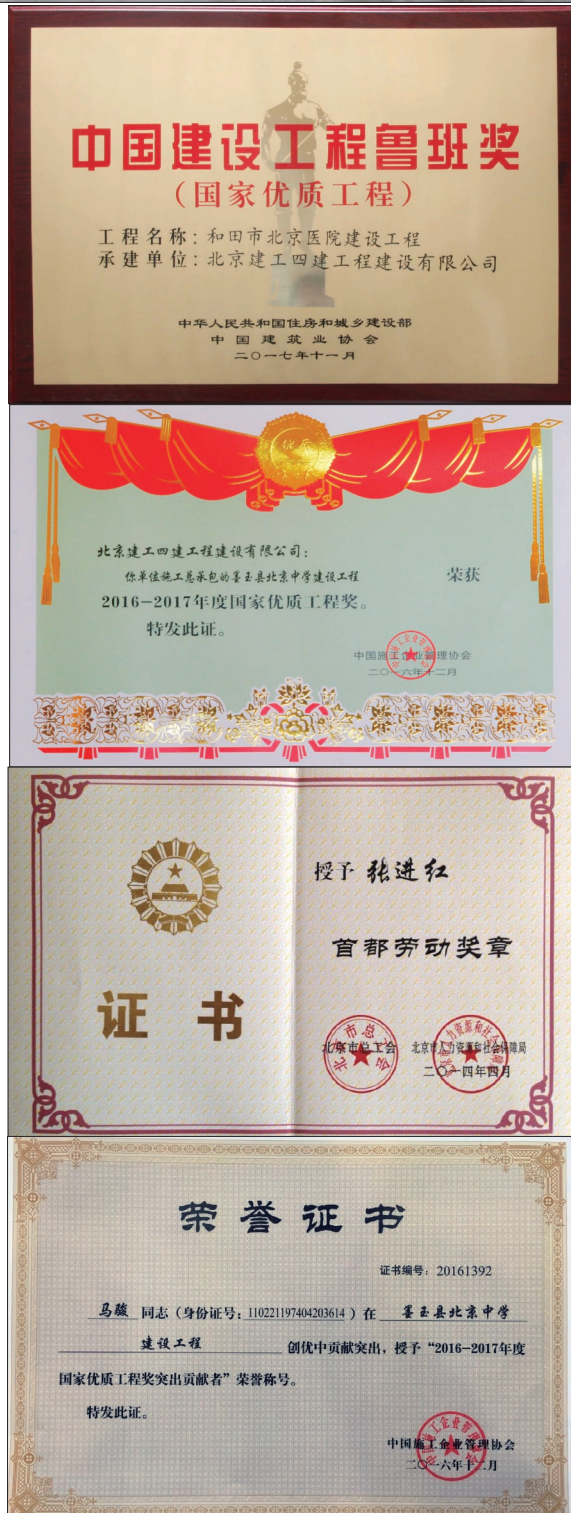 中国建设工程鲁班奖
（国家优质工程）
工程名称：和田市北京医院建设工程
承建单位：北京建工四建工程建设有限公司
中华人民共和国住房和城乡建设部
中国建筑业协会
二〇一七年十一月
北京建工四建工程建设有限公司：
你单位施工总承包的墨玉县北京中学建设工程 荣获
2016-2017年度国家优质工程奖。
特发此证。
中国施工企业管理协会
二〇一六年十二月
证书
授予 张进红
首都劳动奖章
北京市总工会 北京市人力资源和社会保障局
二〇一四年四月
荣誉证书
证书编号：20161392
马骏 同志（身份证号：110221197404203614）在 墨玉县北京中学
建设工程 创优中贡献突出，授予“2016-2017年度
国家优质工程奖突出贡献者”荣誉称号。
特发此证。
中国施工企业管理协会
二〇一六年十二月